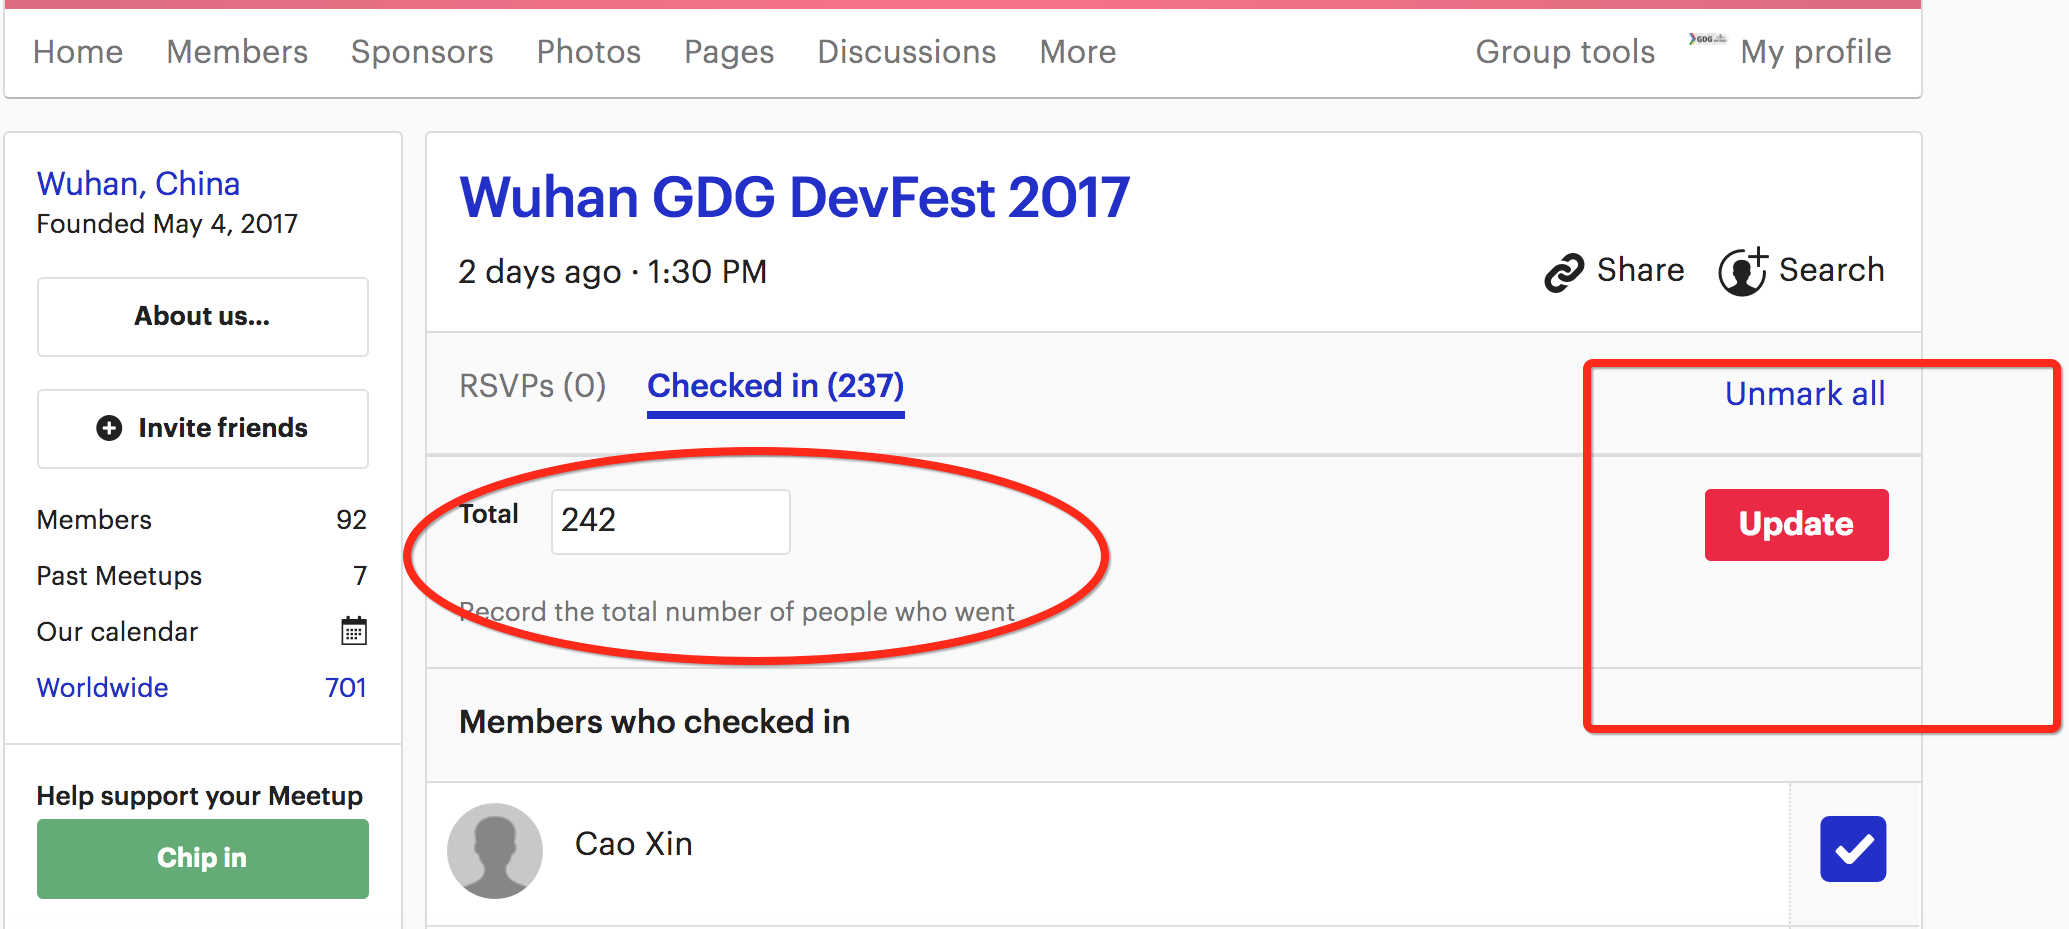 Home Members Sponsors Photos Pages Discussions More Group tools GDG My profile
Wuhan, China
Founded May 4, 2017
About us...
Invite friends
Members 92
Past Meetups 7
Our calendar
Worldwide 701
Help support your Meetup
Chip in
Wuhan GDG DevFest 2017
2 days ago · 1:30 PM
Share Search
RSVPs (0) Checked in (237) Unmark all
Total 242 Update
Record the total number of people who went
Members who checked in
Cao Xin